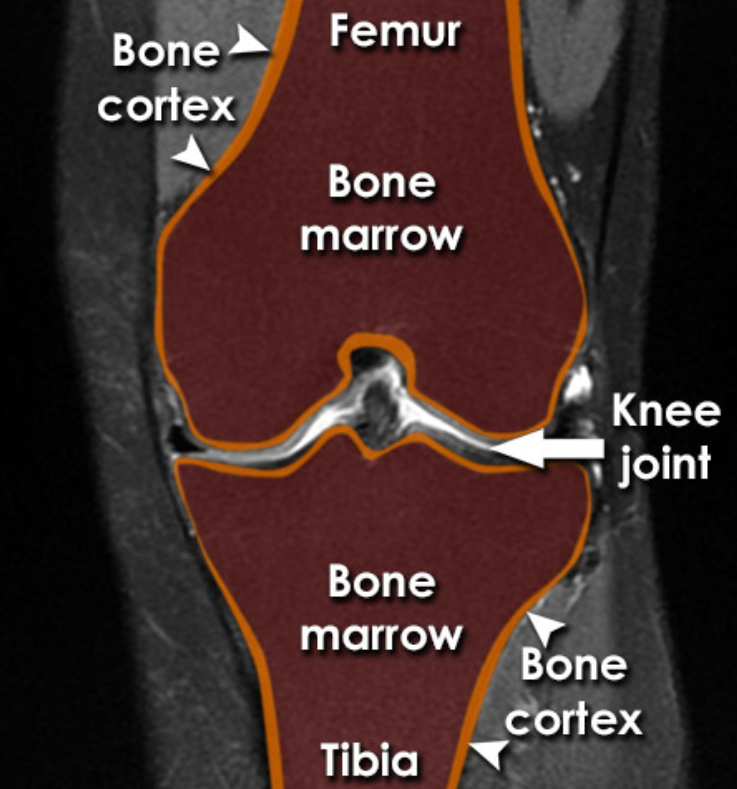 Femur
Bone
cortex
Bone
marrow
Knee
joint
Bone
marrow
Bone
cortex
Tibia